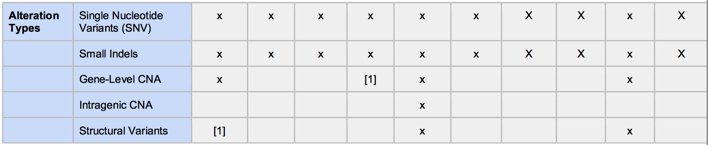 Alteration Types Single Nucleotide Variants (SNV) x x x x x x X X x X
Small Indels x x x x x x X X x X
Gene-Level CNA x [1] x x
Intragenic CNA x
Structural Variants [1] x x